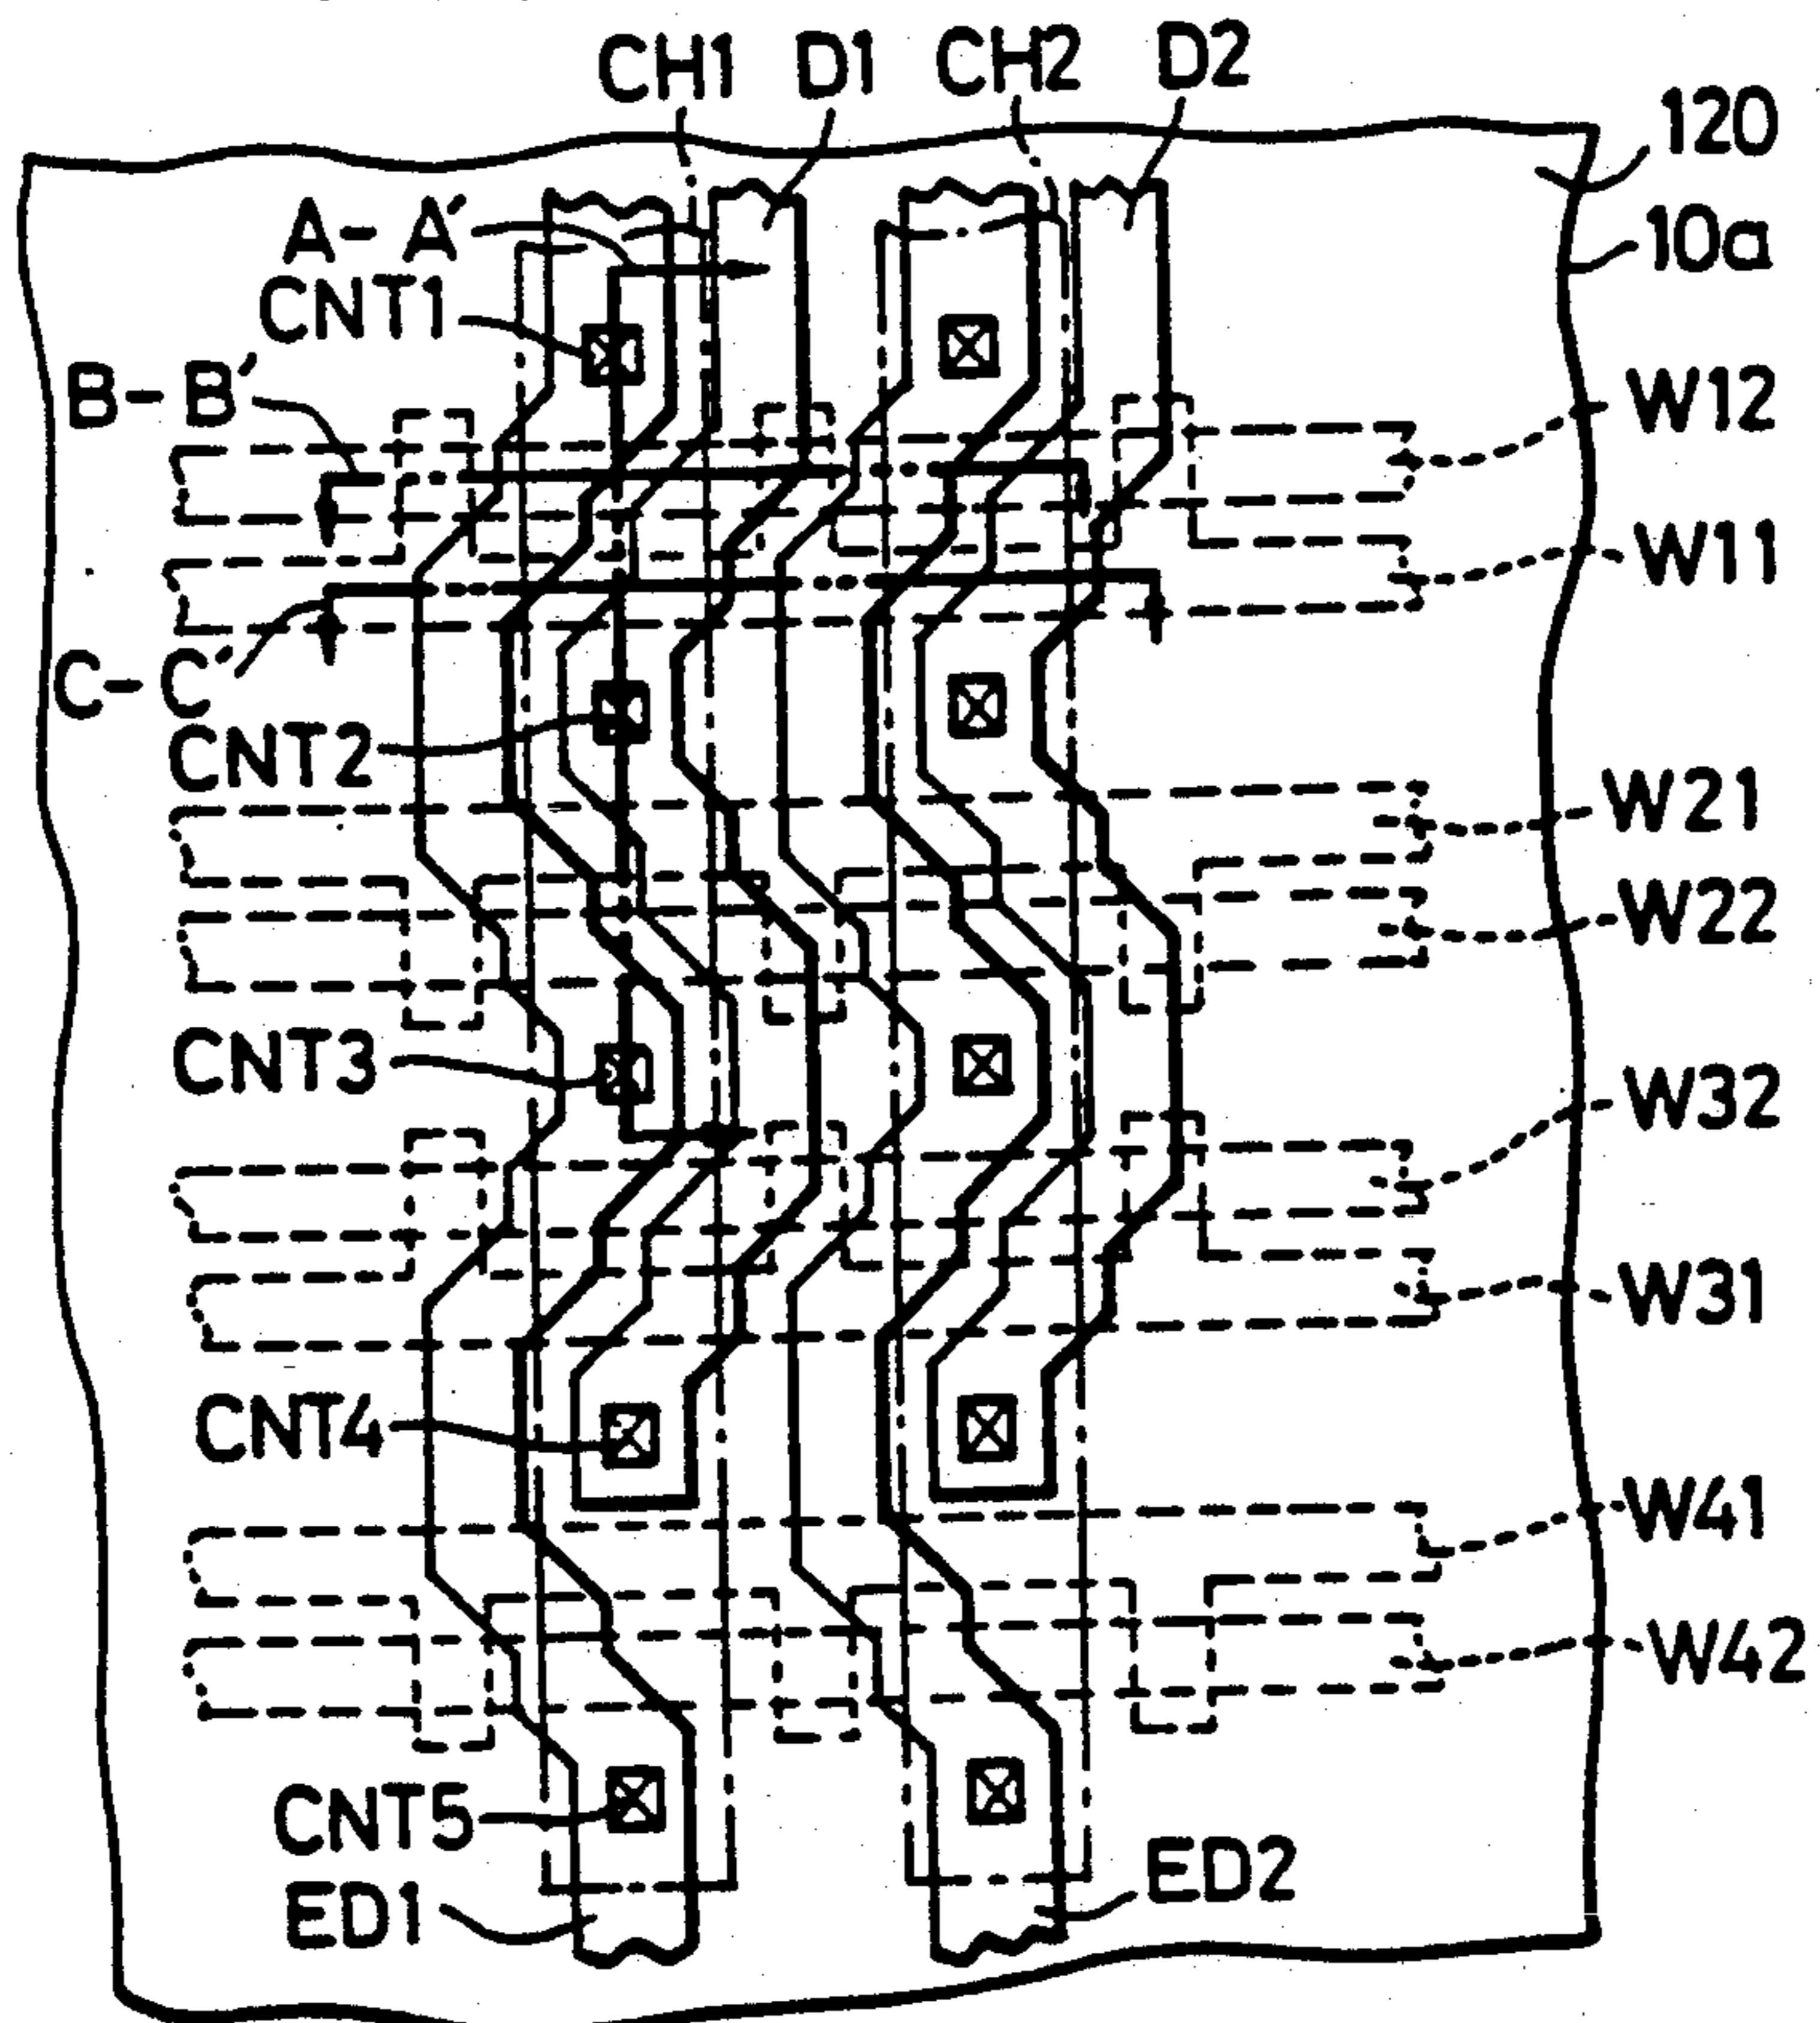 CH1 D1 CH2 D2
120
A-A'
10a
CNT1
B-B'
W12
W11
C-C'
CNT2
W21
W22
CNT3
W32
W31
CNT4
W41
W42
CNT5
ED2
ED1